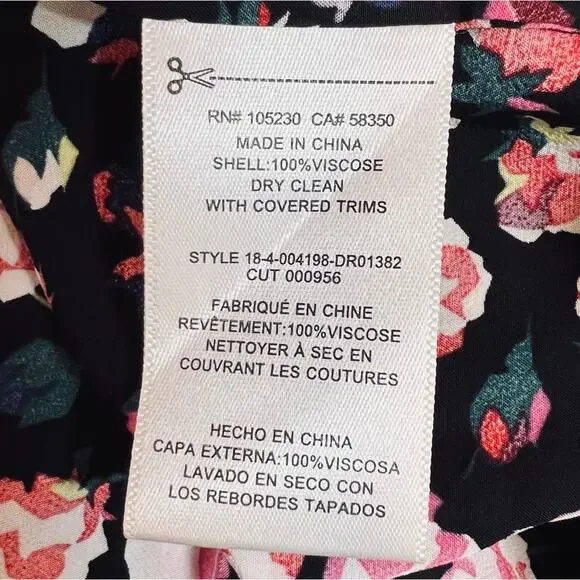 RN# 105230 CA# 58350
MADE IN CHINA
SHELL:100%VISCOSE
DRY CLEAN
WITH COVERED TRIMS
STYLE 18-4-004198-DR01382
CUT 000956
FABRIQUÉ EN CHINE
REVÊTEMENT:100%VISCOSE
NETTOYER À SEC EN
COUVRANT LES COUTURES
HECHO EN CHINA
CAPA EXTERNA:100%VISCOSA
LAVADO EN SECO CON
LOS REBORDES TAPADOS